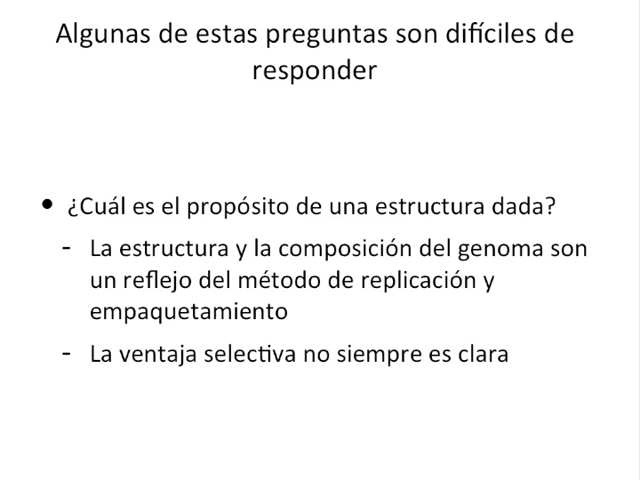 Algunas de estas preguntas son difíciles de
responder
• ¿Cuál es el propósito de una estructura dada?
- La estructura y la composición del genoma son
un reflejo del método de replicación y
empaquetamiento
- La ventaja selectiva no siempre es clara